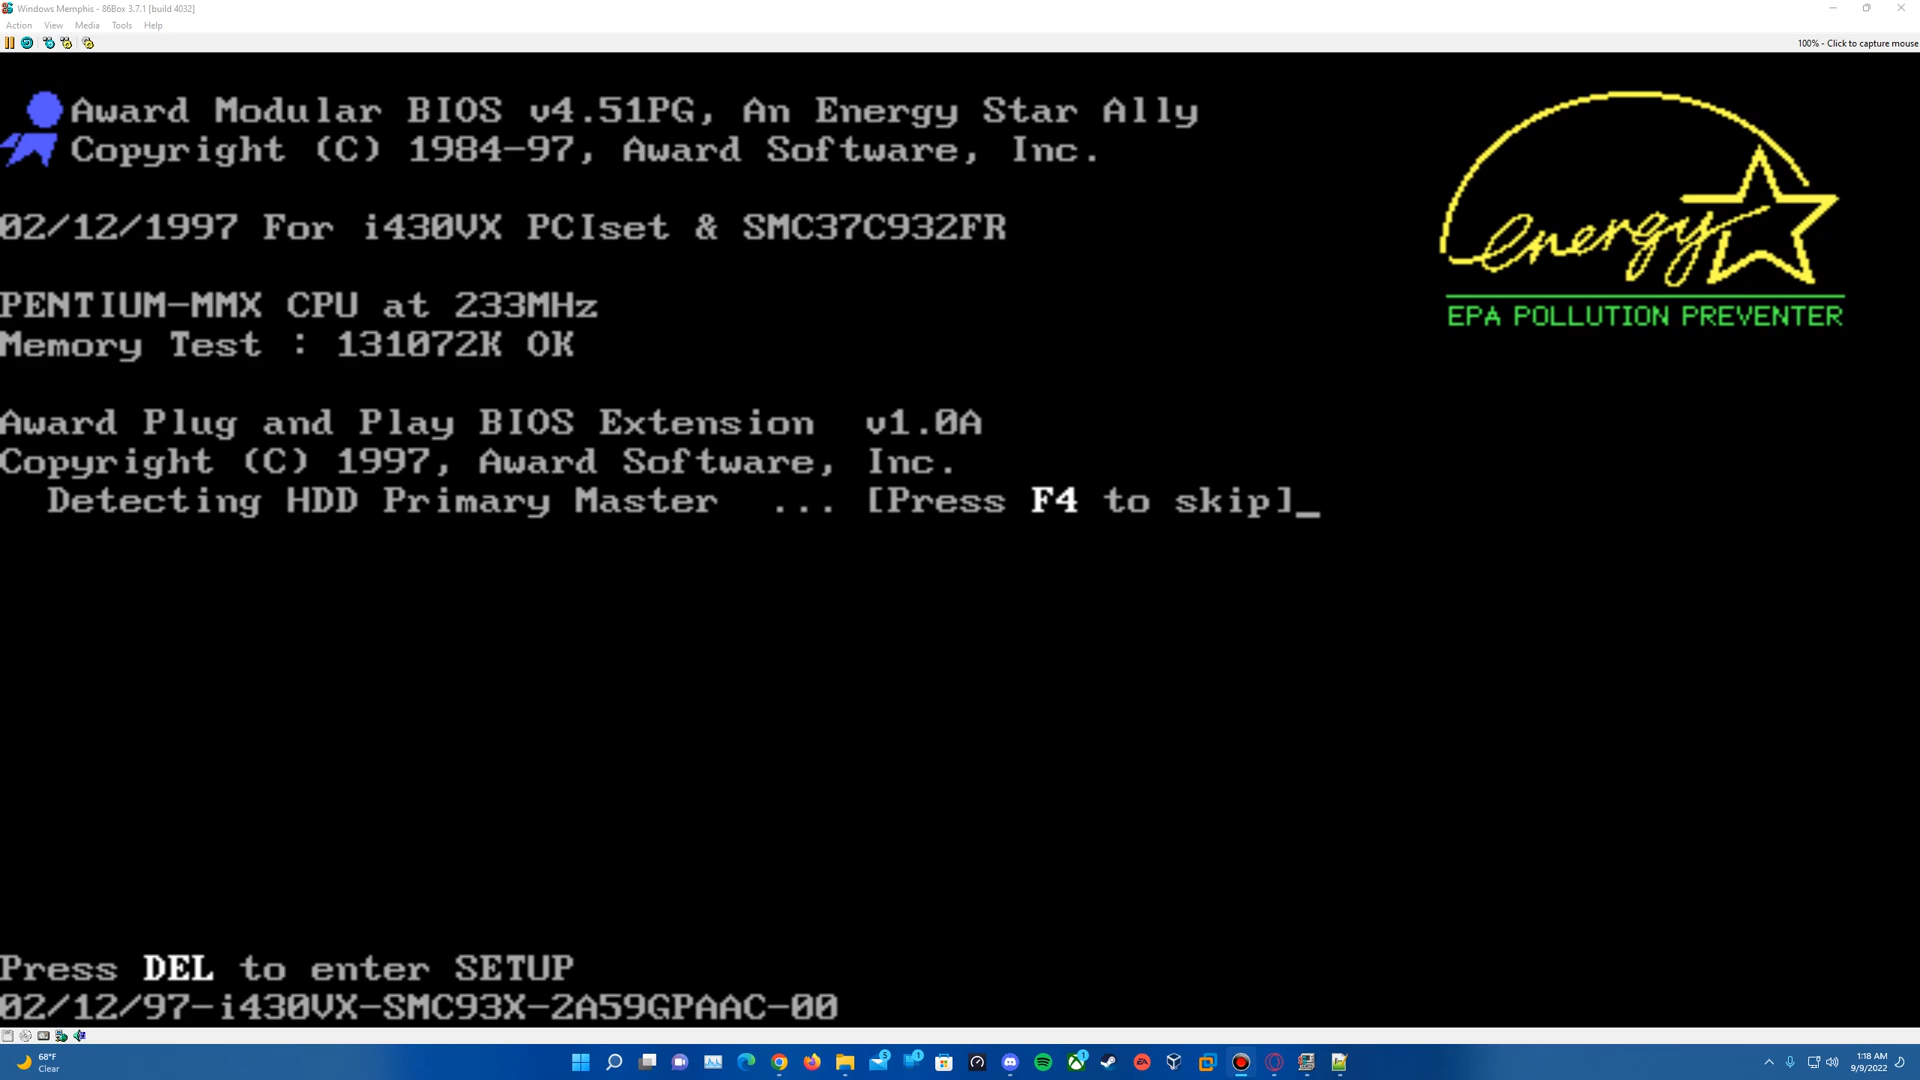 Windows Memphis - 86Box 3.7.1 [build 4032]
Action View Media Tools Help
100% - Click to capture mouse
Award Modular BIOS v4.51PG, An Energy Star Ally
Copyright (C) 1984-97, Award Software, Inc.
energy
EPA POLLUTION PREVENTER
02/12/1997 For i430VX PCIset & SMC37C932FR
PENTIUM-MMX CPU at 233MHz
Memory Test : 131072K OK
Award Plug and Play BIOS Extension v1.0A
Copyright (C) 1997, Award Software, Inc.
Detecting HDD Primary Master ... [Press F4 to skip]_
Press DEL to enter SETUP
02/12/97-i430VX-SMC93X-2A59GPAAC-00
68°F
Clear
5
1
1
EA
1:18 AM
9/9/2022